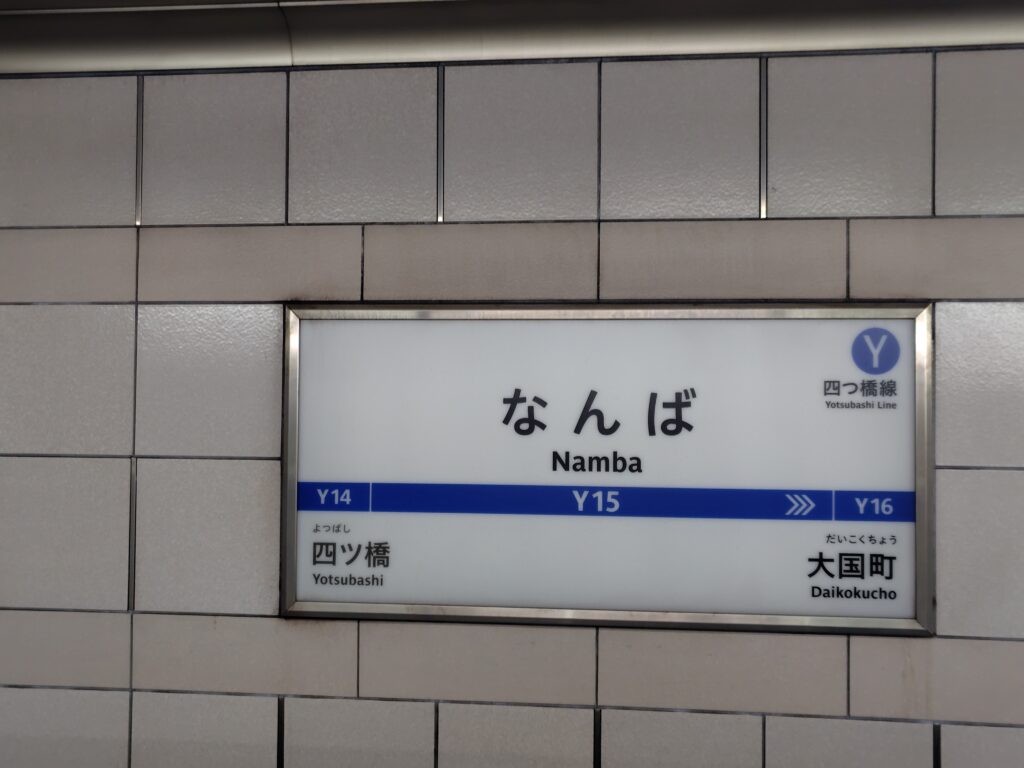 Y
四つ橋線
Yotsubashi Line
なんば
Namba
Y14
Y15
Y16
よつばし
四ツ橋
Yotsubashi
だいこくちょう
大国町
Daikokucho